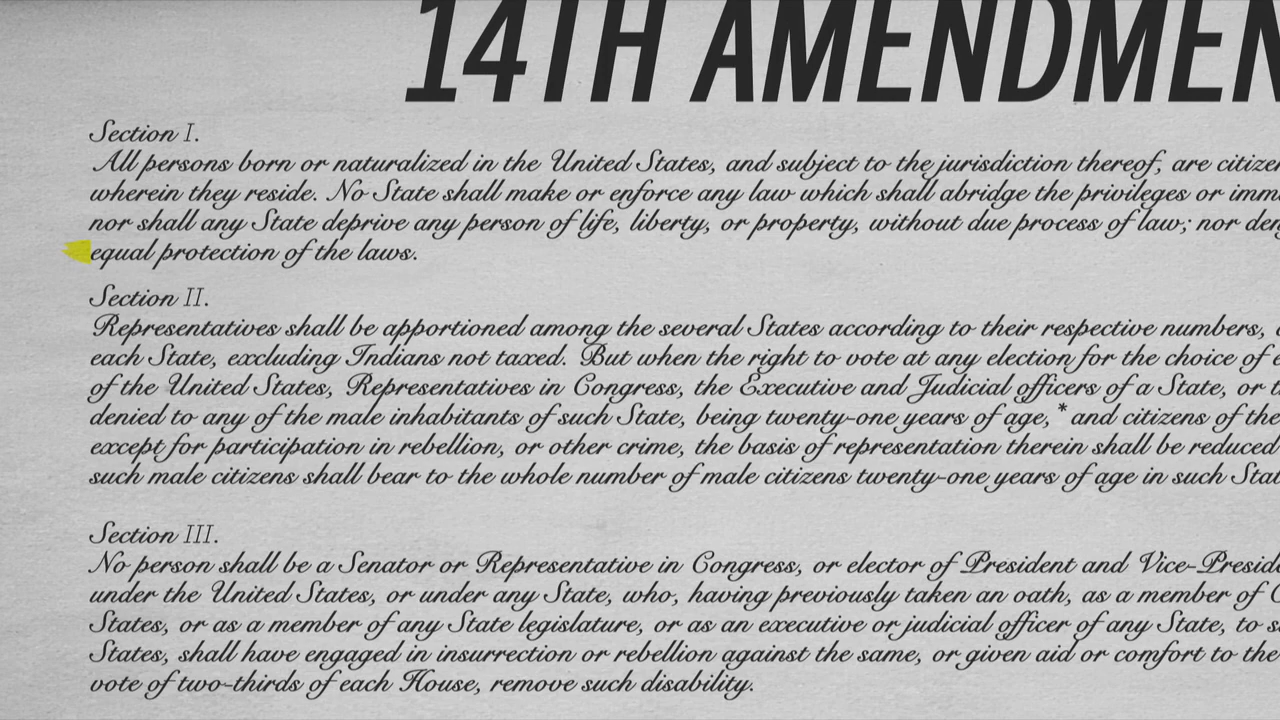 14TH AMENDMEN
Section I.
All persons born or naturalized in the United States, and subject to the jurisdiction thereof, are citize
wherein they reside. No State shall make or enforce any law which shall abridge the privileges or imm
nor shall any State deprive any person of life, liberty, or property, without due process of law; nor den
equal protection of the laws.
Section II.
Representatives shall be apportioned among the several States according to their respective numbers,
each State, excluding Indians not taxed. But when the right to vote at any election for the choice of
of the United States, Representatives in Congress, the Executive and Judicial officers of a State, or
denied to any of the male inhabitants of such State, being twenty-one years of age,* and citizens of the
except for participation in rebellion, or other crime, the basis of representation therein shall be reduced
such male citizens shall bear to the whole number of male citizens twenty-one years of age in such Stat
Section III.
No person shall be a Senator or Representative in Congress, or elector of President and Vice-Presid
under the United States, or under any State, who, having previously taken an oath, as a member of
States, or as a member of any State legislature, or as an executive or judicial officer of any State, to
States, shall have engaged in insurrection or rebellion against the same, or given aid or comfort to the
vote of two-thirds of each House, remove such disability.